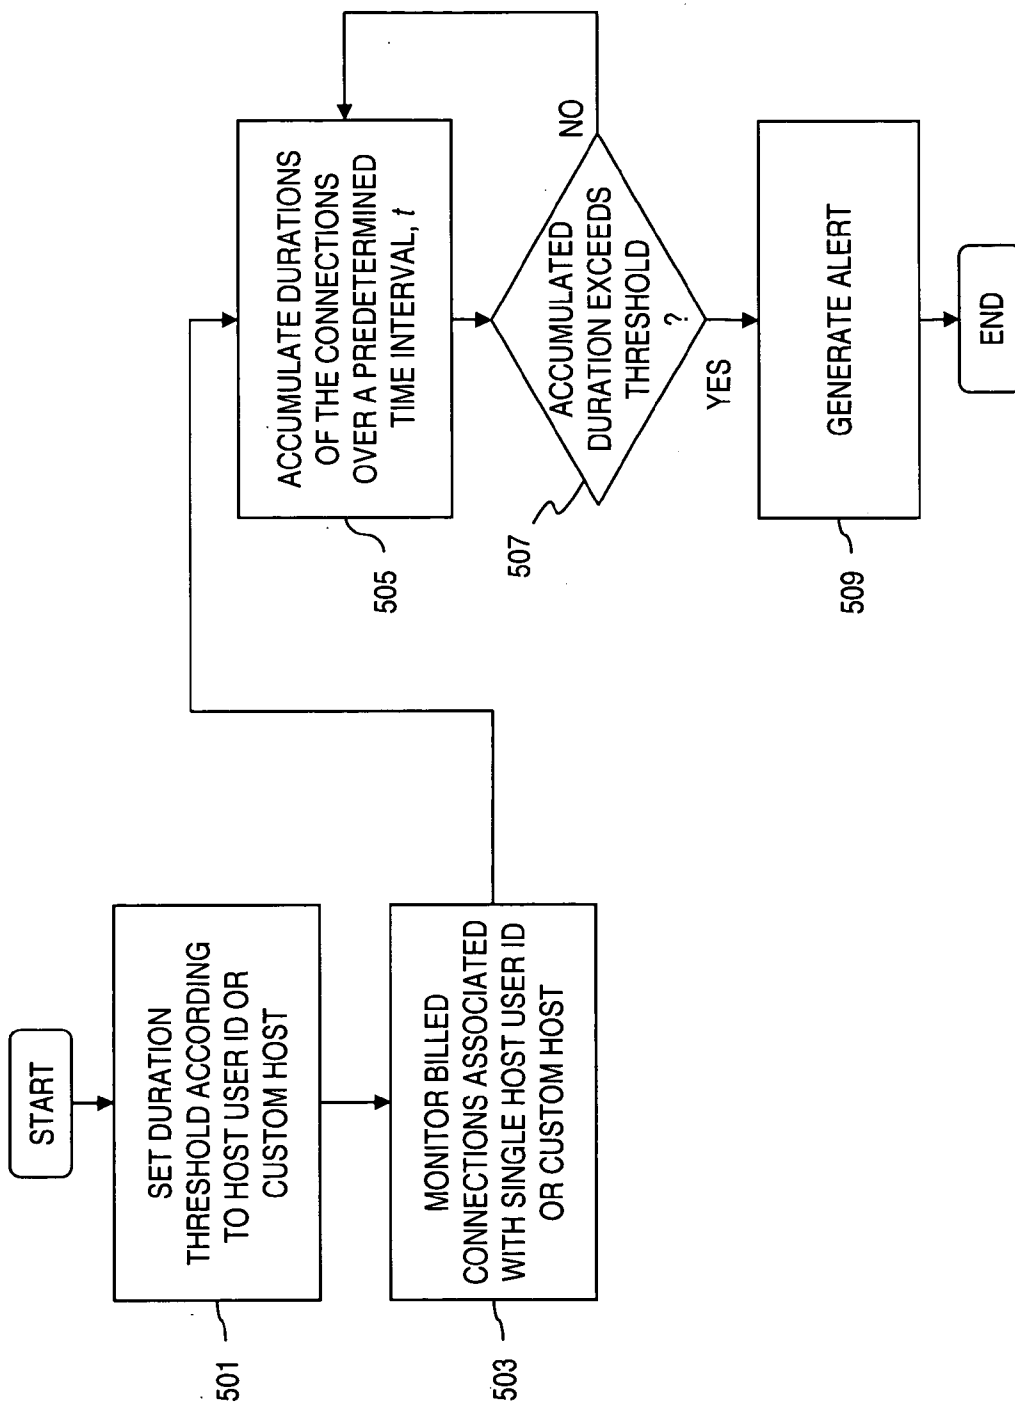 START
SET DURATION
THRESHOLD ACCORDING
TO HOST USER ID OR
CUSTOM HOST
501
MONITOR BILLED
CONNECTIONS ASSOCIATED
WITH SINGLE HOST USER ID
OR CUSTOM HOST
503
ACCUMULATE DURATIONS
OF THE CONNECTIONS
OVER A PREDETERMINED
TIME INTERVAL, t
505
ACCUMULATED
DURATION EXCEEDS
THRESHOLD
?
507
NO
YES
GENERATE ALERT
509
END